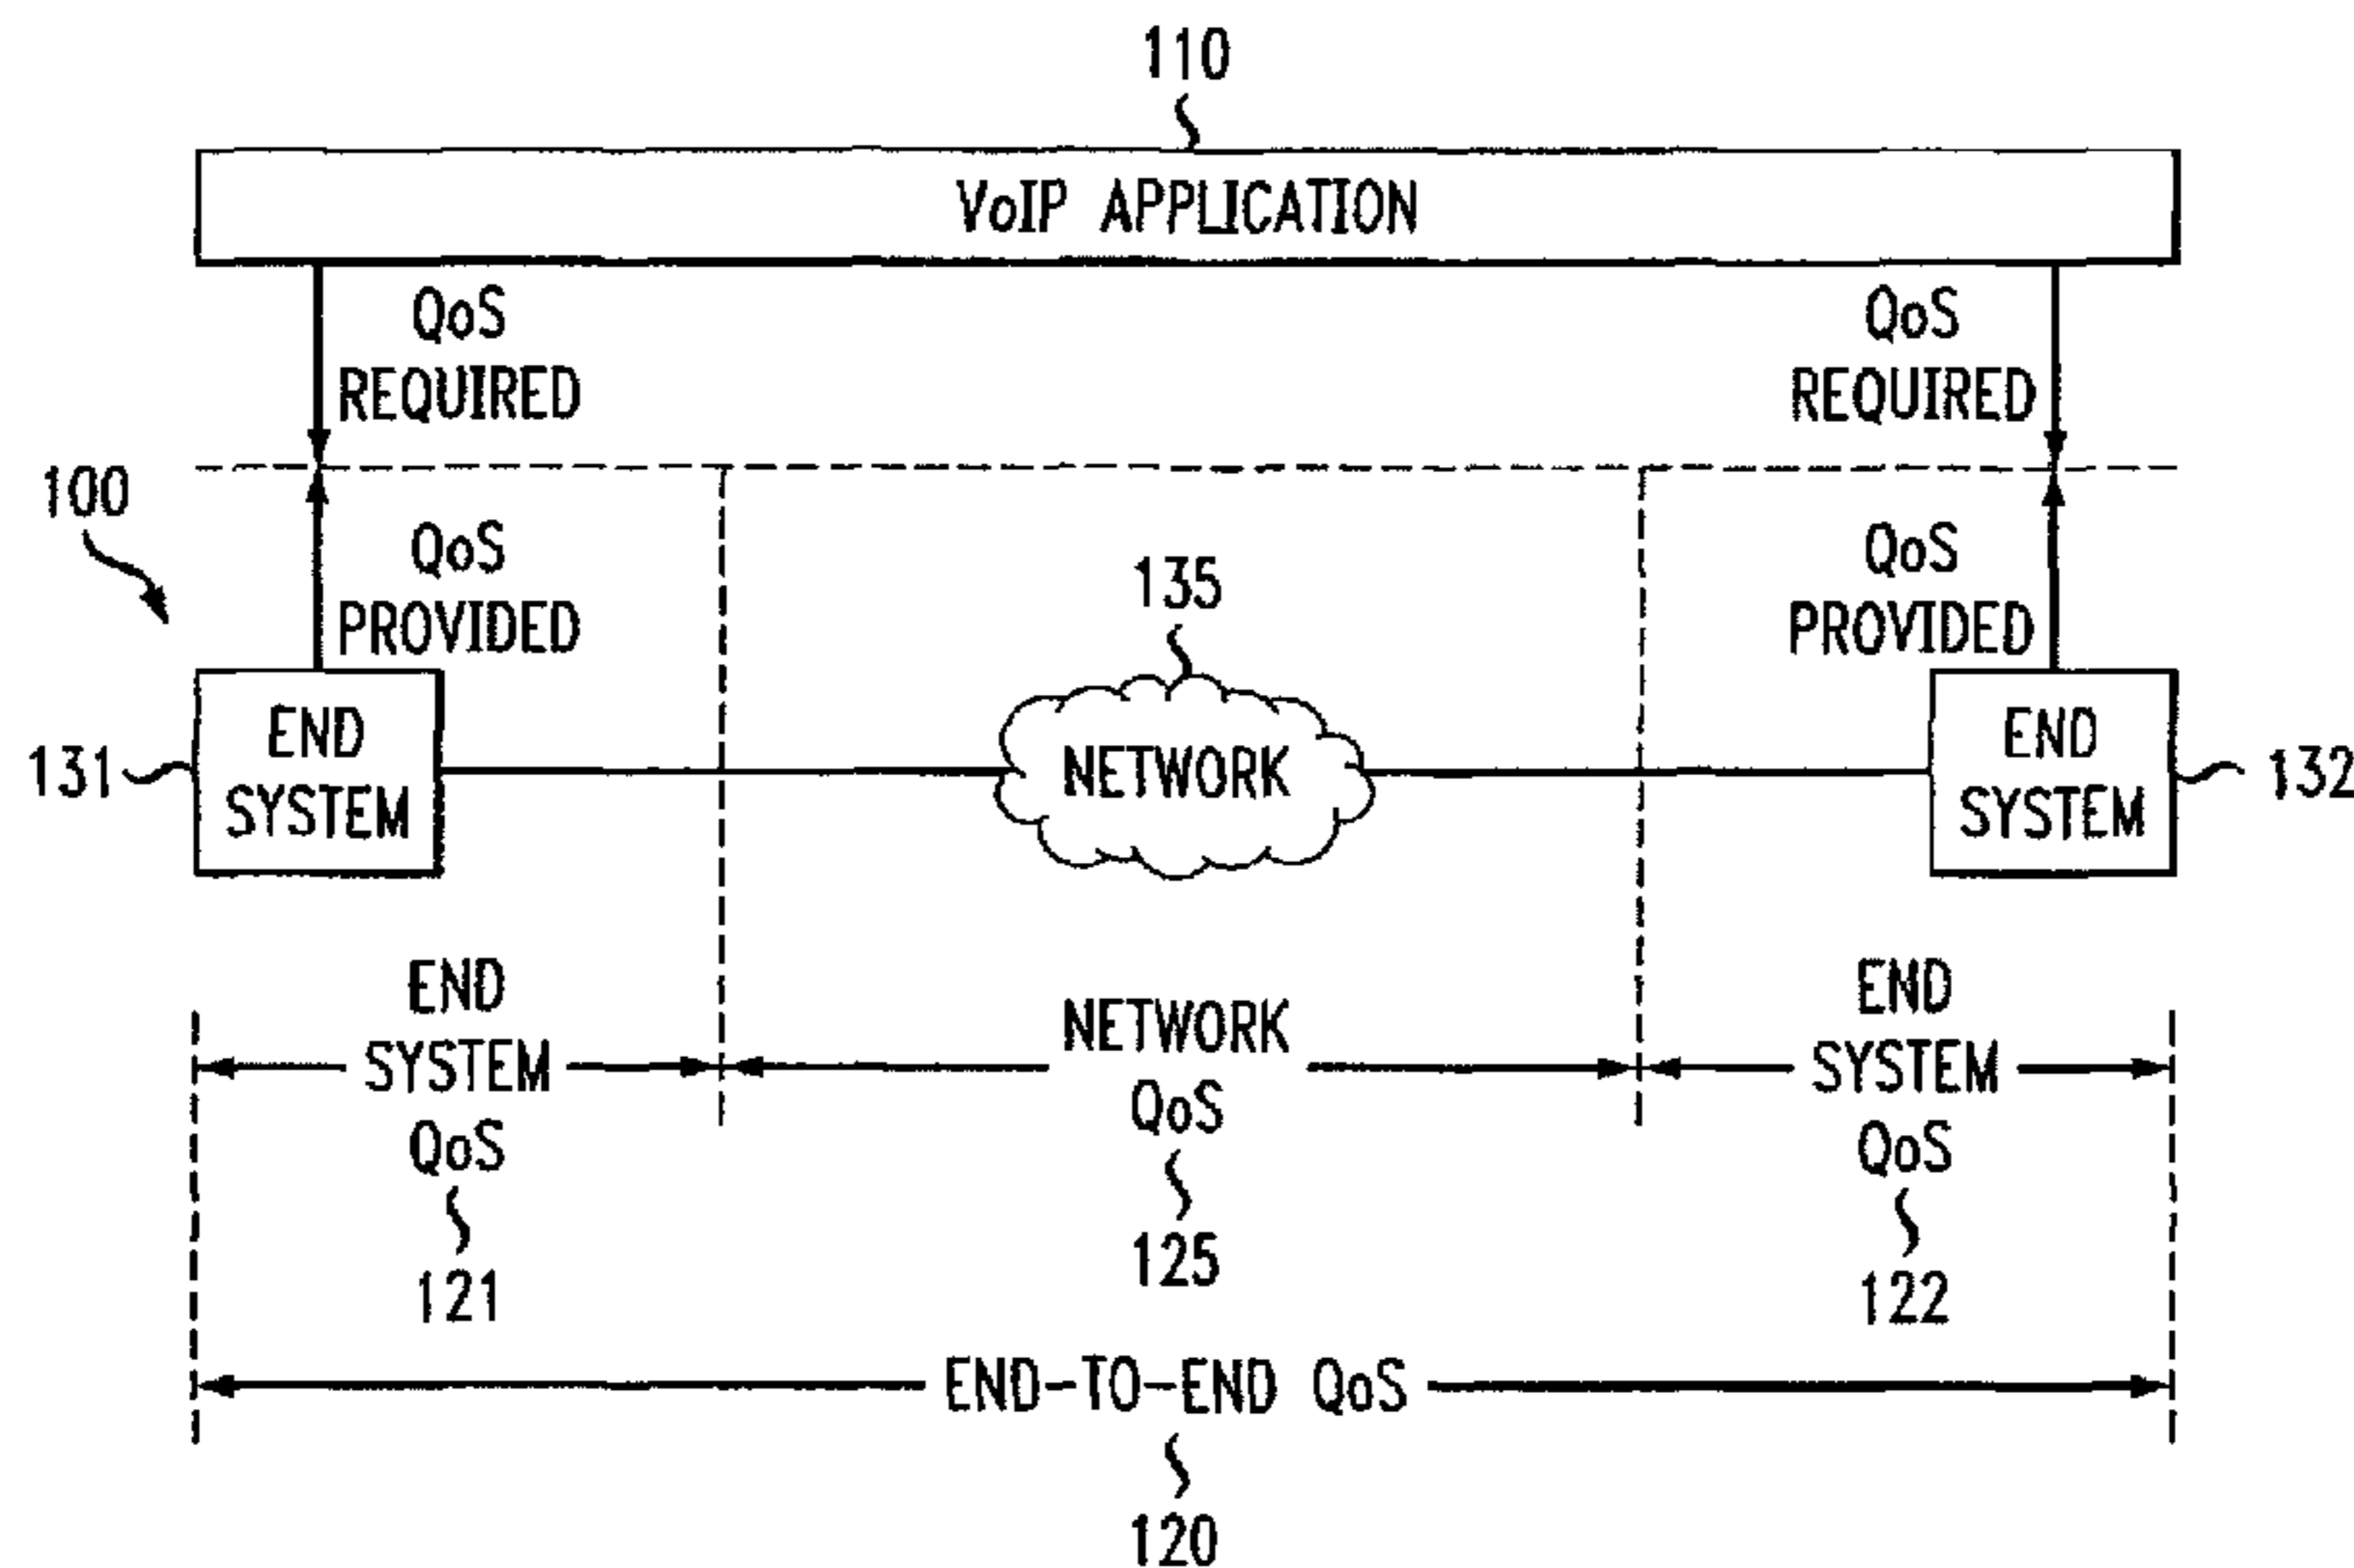 110
VoIP APPLICATION
QoS
REQUIRED
QoS
REQUIRED
100
QoS
PROVIDED
135
QoS
PROVIDED
131
END
SYSTEM
NETWORK
END
SYSTEM
132
END
SYSTEM
QoS
121
NETWORK
QoS
125
END
SYSTEM
QoS
122
END-TO-END QoS
120